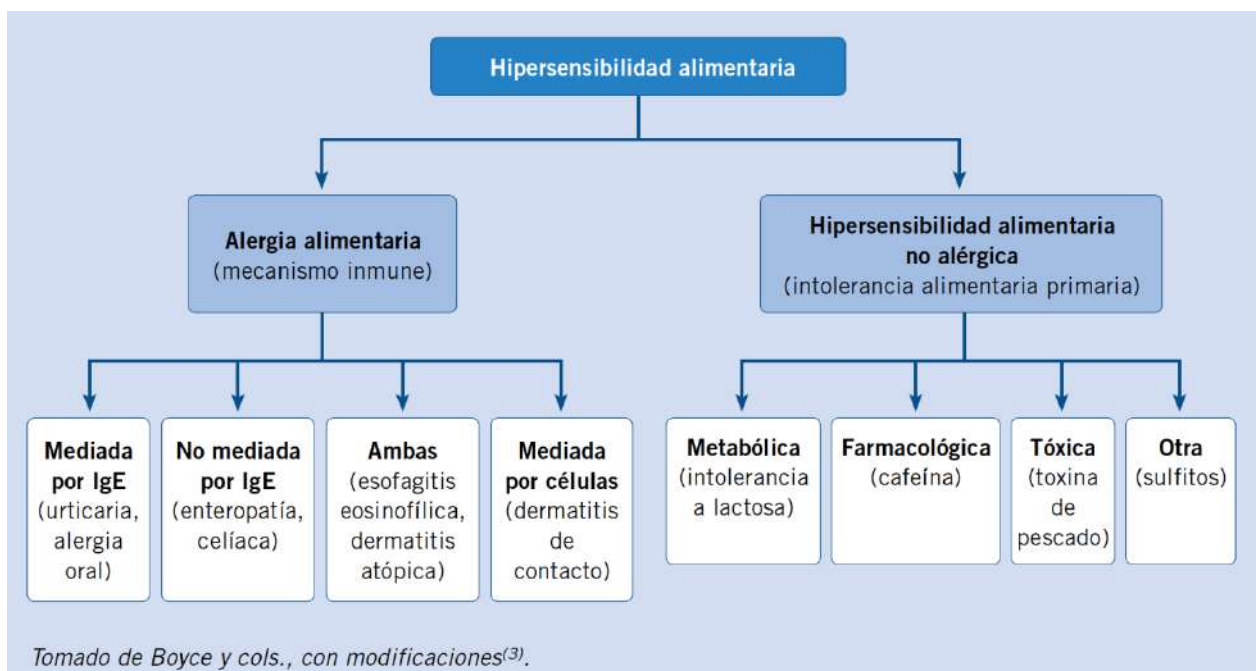 Hipersensibilidad alimentaria
Alergia alimentaria
(mecanismo inmune)
Hipersensibilidad alimentaria
no alérgica
(intolerancia alimentaria primaria)
Mediada
por IgE
(urticaria,
alergia
oral)
No mediada
por IgE
(enteropatía,
celíaca)
Ambas
(esofagitis
eosinofílica,
dermatitis
atópica)
Mediada
por células
(dermatitis
de
contacto)
Metabólica
(intolerancia
a lactosa)
Farmacológica
(cafeína)
Tóxica
(toxina
de
pescado)
Otra
(sulfitos)
Tomado de Boyce y cols., con modificaciones(3).